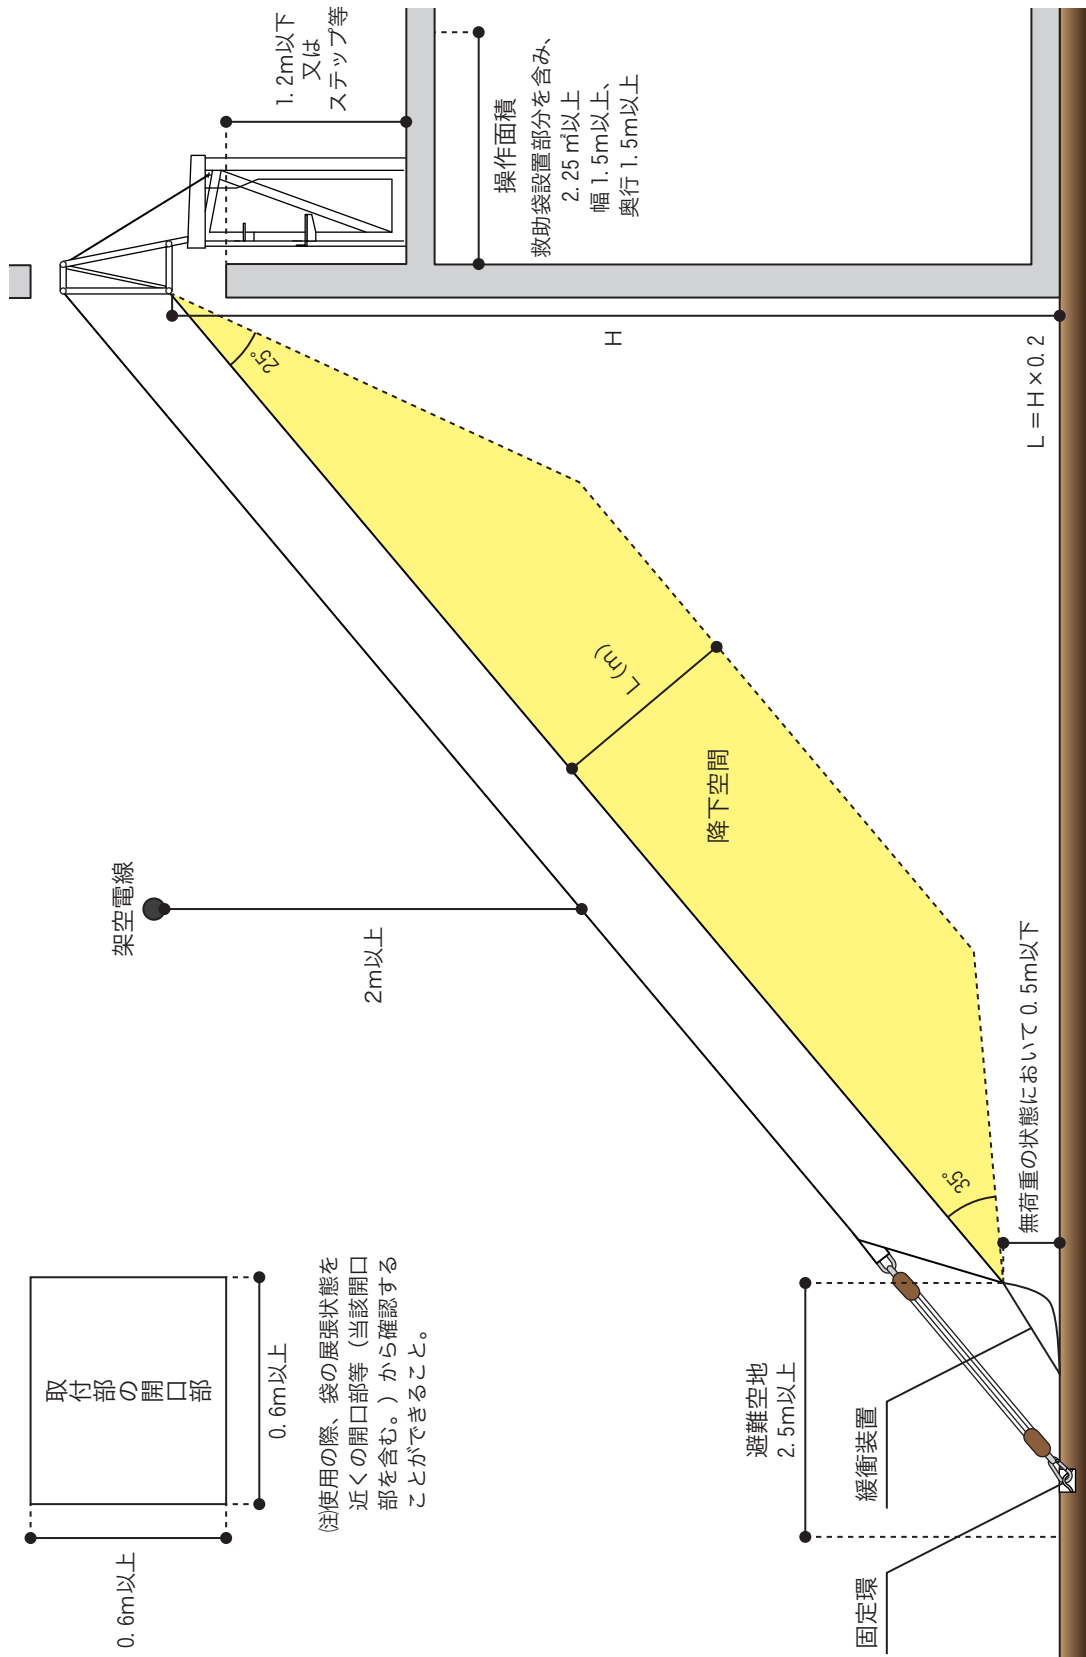 取付部の開口部
0.6m以上
0.6m以上
㊟使用の際、袋の展張状態を
近くの開口部等（当該開口
部を含む。）から確認する
ことができること。
架空電線
2m以上
1.2m以下
又は
ステップ等
操作面積
救助袋設置部分を含み、
2.25㎡以上
幅1.5m以上、
奥行1.5m以上
25°
H
L(m)
L＝H×0.2
降下空間
35°
無荷重の状態において0.5m以下
避難空地
2.5m以上
緩衝装置
固定環